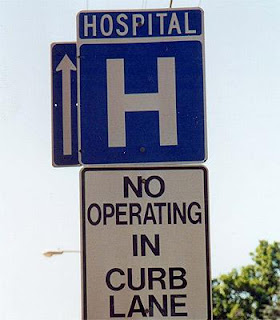 HOSPITAL
H
NO
OPERATING
IN
CURB
LANE